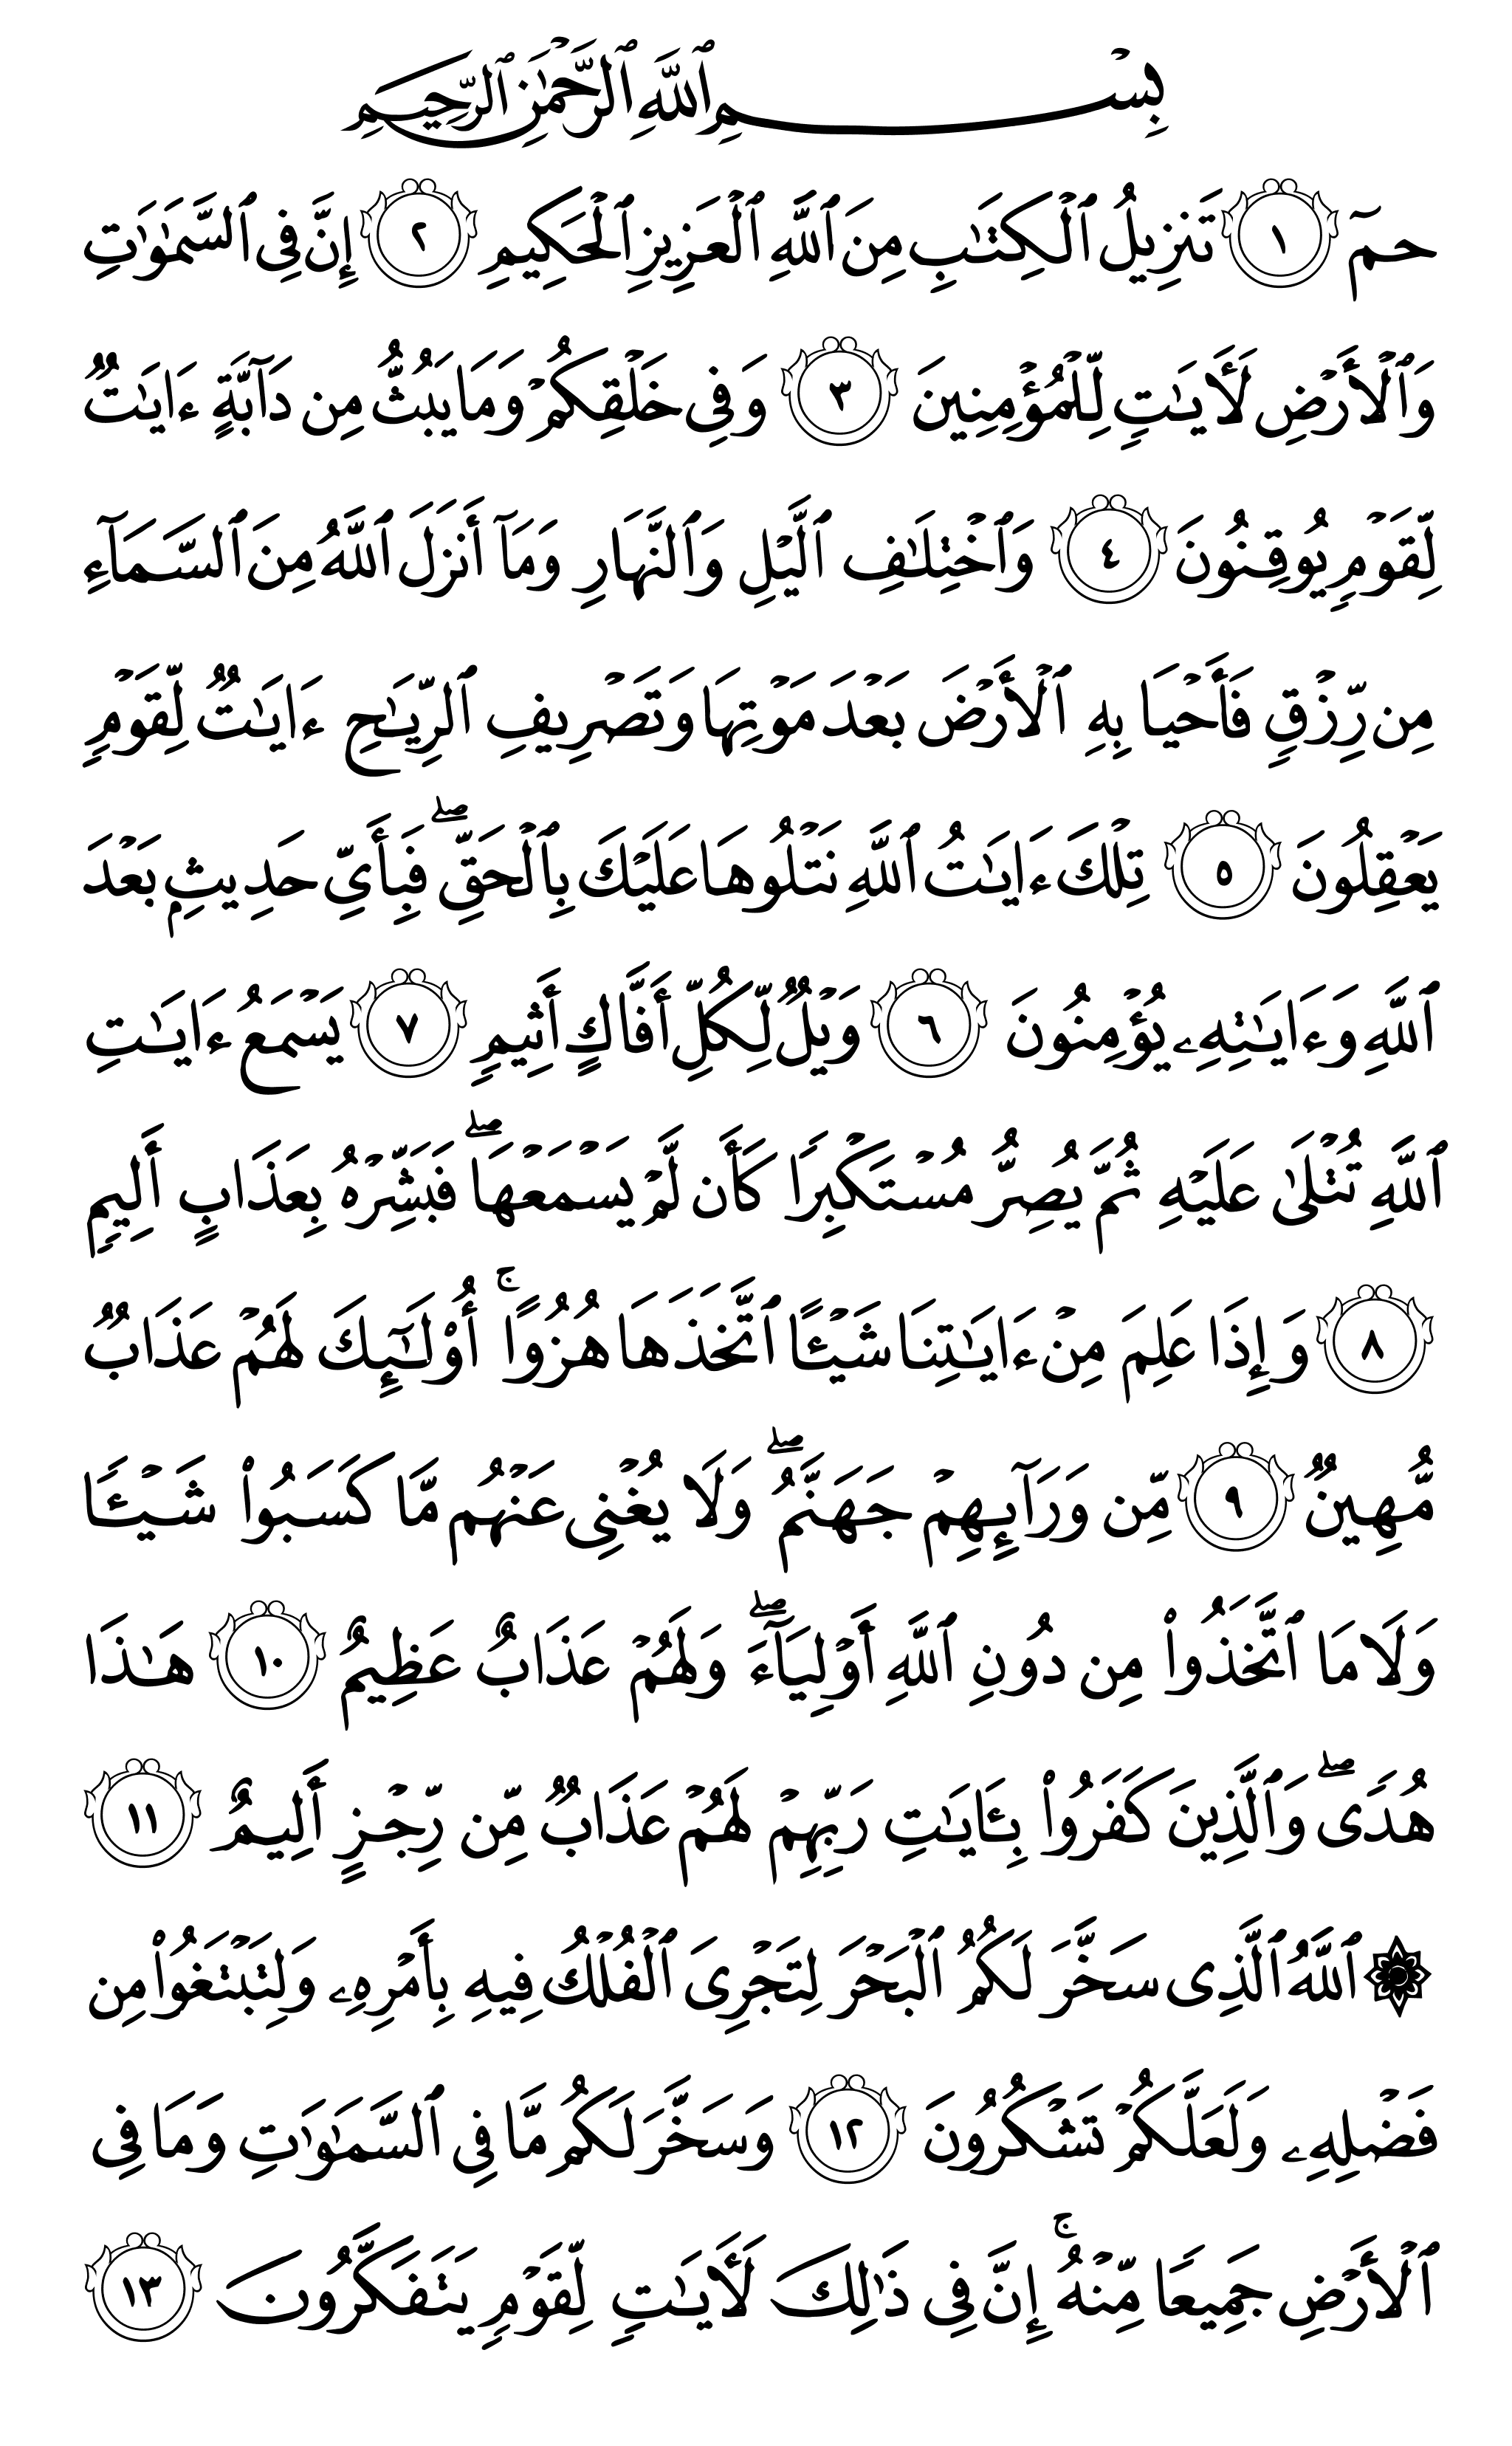 بِسْمِ ٱللَّهِ ٱلرَّحْمَٰنِ ٱلرَّحِيمِ
حمٓ ١ تَنزِيلُ ٱلْكِتَٰبِ مِنَ ٱللَّهِ ٱلْعَزِيزِ ٱلْحَكِيمِ ٢ إِنَّ فِى ٱلسَّمَٰوَٰتِ
وَٱلْأَرْضِ لَءَايَٰتٍ لِّلْمُؤْمِنِينَ ٣ وَفِى خَلْقِكُمْ وَمَا يَبُثُّ مِن دَآبَّةٍ ءَايَٰتٌ
لِّقَوْمٍ يُوقِنُونَ ٤ وَٱخْتِلَٰفِ ٱلَّيْلِ وَٱلنَّهَارِ وَمَآ أَنزَلَ ٱللَّهُ مِنَ ٱلسَّمَآءِ
مِن رِّزْقٍ فَأَحْيَا بِهِ ٱلْأَرْضَ بَعْدَ مَوْتِهَا وَتَصْرِيفِ ٱلرِّيَٰحِ ءَايَٰتٌ لِّقَوْمٍ
يَعْقِلُونَ ٥ تِلْكَ ءَايَٰتُ ٱللَّهِ نَتْلُوهَا عَلَيْكَ بِٱلْحَقِّ ۖ فَبِأَىِّ حَدِيثٍۭ بَعْدَ
ٱللَّهِ وَءَايَٰتِهِۦ يُؤْمِنُونَ ٦ وَيْلٌ لِّكُلِّ أَفَّاكٍ أَثِيمٍ ٧ يَسْمَعُ ءَايَٰتِ
ٱللَّهِ تُتْلَىٰ عَلَيْهِ ثُمَّ يُصِرُّ مُسْتَكْبِرًا كَأَن لَّمْ يَسْمَعْهَا ۖ فَبَشِّرْهُ بِعَذَابٍ أَلِيمٍ
٨ وَإِذَا عَلِمَ مِنْ ءَايَٰتِنَا شَيْـًٔا ٱتَّخَذَهَا هُزُوًا ۚ أُو۟لَٰٓئِكَ لَهُمْ عَذَابٌ
مُّهِينٌ ٩ مِّن وَرَآئِهِمْ جَهَنَّمُ ۖ وَلَا يُغْنِى عَنْهُم مَّا كَسَبُوا۟ شَيْـًٔا
وَلَا مَا ٱتَّخَذُوا۟ مِن دُونِ ٱللَّهِ أَوْلِيَآءَ ۖ وَلَهُمْ عَذَابٌ عَظِيمٌ ١٠ هَٰذَا
هُدًى ۖ وَٱلَّذِينَ كَفَرُوا۟ بِـَٔايَٰتِ رَبِّهِمْ لَهُمْ عَذَابٌ مِّن رِّجْزٍ أَلِيمٌ ١١
۞ ٱللَّهُ ٱلَّذِى سَخَّرَ لَكُمُ ٱلْبَحْرَ لِتَجْرِىَ ٱلْفُلْكُ فِيهِ بِأَمْرِهِۦ وَلِتَبْتَغُوا۟ مِن
فَضْلِهِۦ وَلَعَلَّكُمْ تَشْكُرُونَ ١٢ وَسَخَّرَ لَكُم مَّا فِى ٱلسَّمَٰوَٰتِ وَمَا فِى
ٱلْأَرْضِ جَمِيعًا مِّنْهُ ۚ إِنَّ فِى ذَٰلِكَ لَءَايَٰتٍ لِّقَوْمٍ يَتَفَكَّرُونَ ١٣